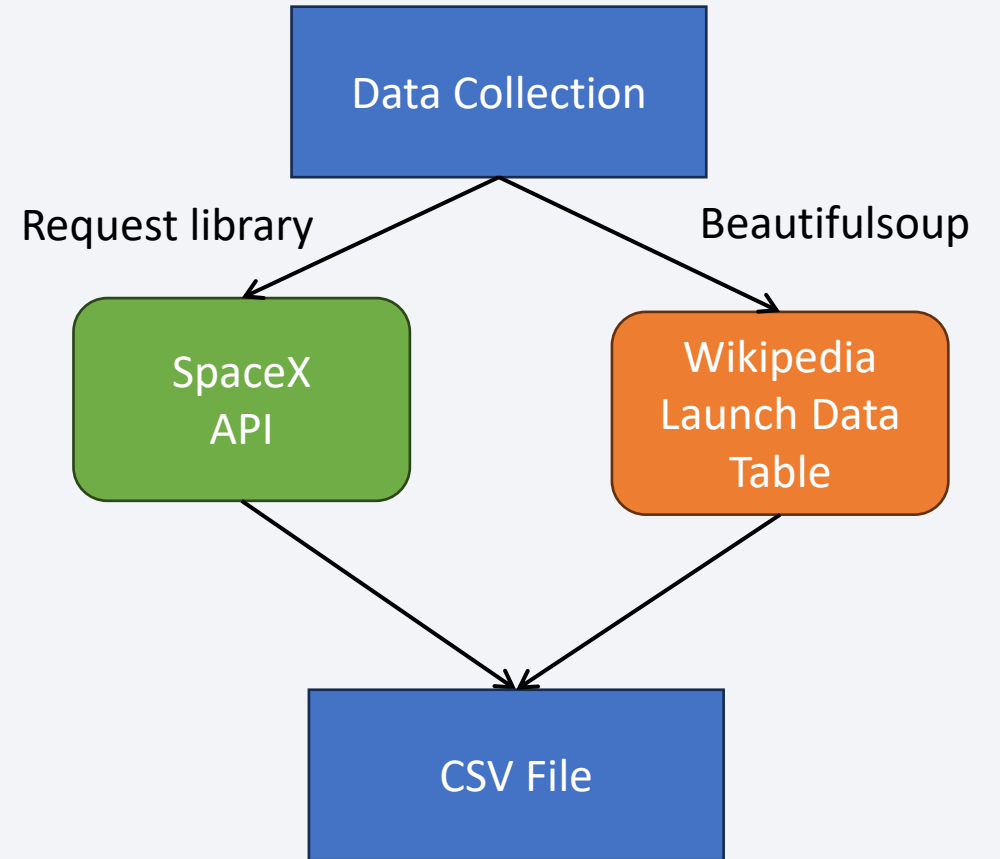 Data Collection
Request library
Beautifulsoup
SpaceX
API
Wikipedia
Launch Data
Table
CSV File